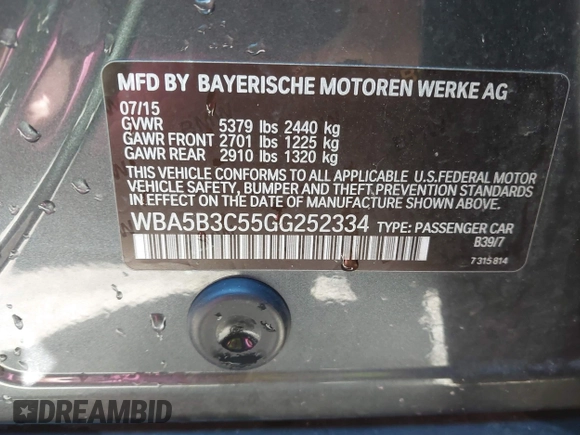 MFD BY BAYERISCHE MOTOREN WERKE AG
07/15
GVWR 5379 lbs 2440 kg
GAWR FRONT 2701 lbs 1225 kg
GAWR REAR 2910 lbs 1320 kg
THIS VEHICLE CONFORMS TO ALL APPLICABLE U.S.FEDERAL MOTOR
VEHICLE SAFETY, BUMPER AND THEFT PREVENTION STANDARDS
IN EFFECT ON THE DATE OF MANUFACTURE SHOWN ABOVE.
WBA5B3C55GG252334 TYPE: PASSENGER CAR
B39/7
7 315 814
DREAMBID